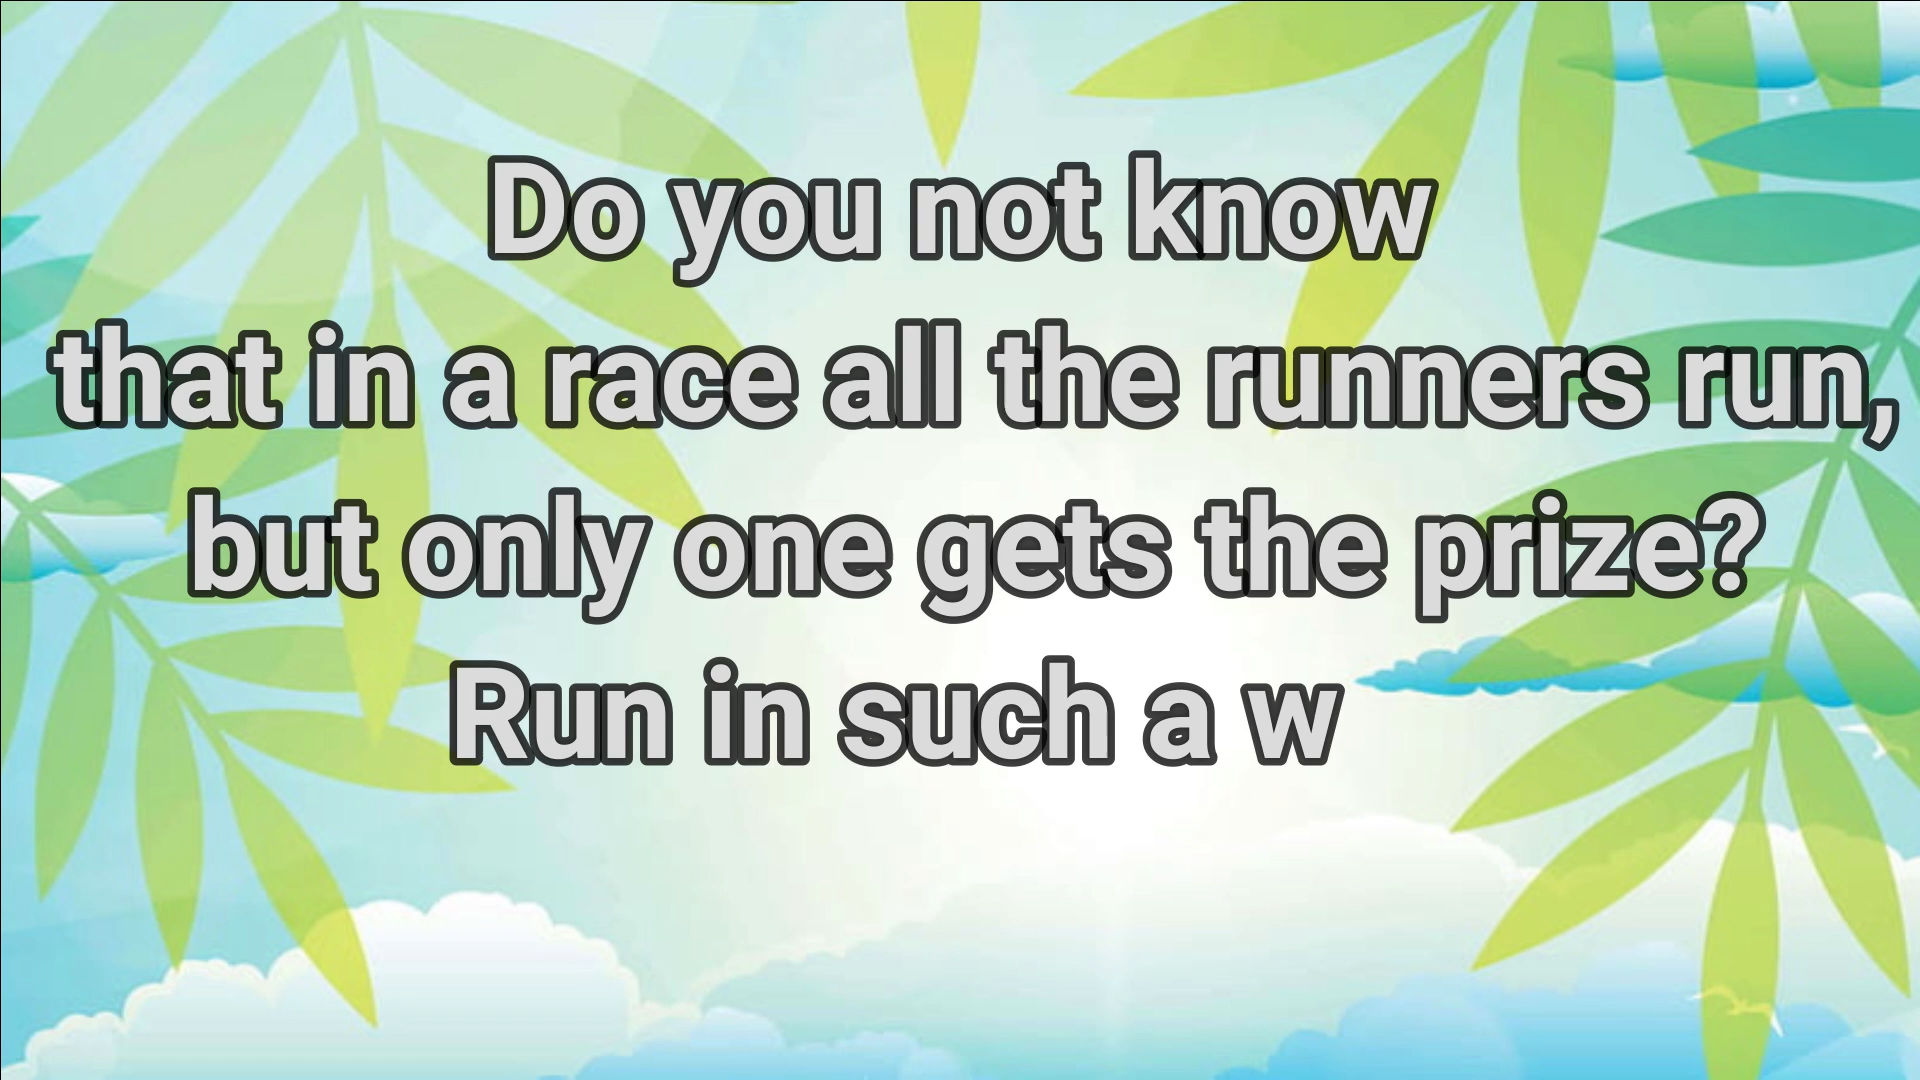 Do you not know
that in a race all the runners run,
but only one gets the prize?
Run in such a w